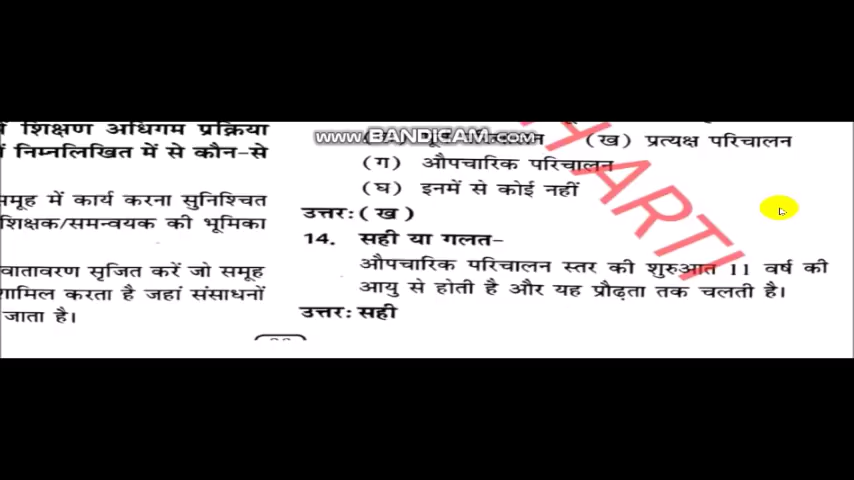 में शिक्षण अधिगम प्रक्रिया
निम्नलिखित में से कौन-से
समूह में कार्य करना सुनिश्चित
शिक्षक/समन्वयक की भूमिका
वातावरण सृजित करें जो समूह
शामिल करता है जहां संसाधनों
जाता है।
www.BANDICAM.com
(ख) प्रत्यक्ष परिचालन
(ग) औपचारिक परिचालन
(घ) इनमें से कोई नहीं
उत्तर: (ख)
14. सही या गलत-
औपचारिक परिचालन स्तर की शुरुआत 11 वर्ष की
आयु से होती है और यह प्रौढ़ता तक चलती है।
उत्तर: सही
HARTI